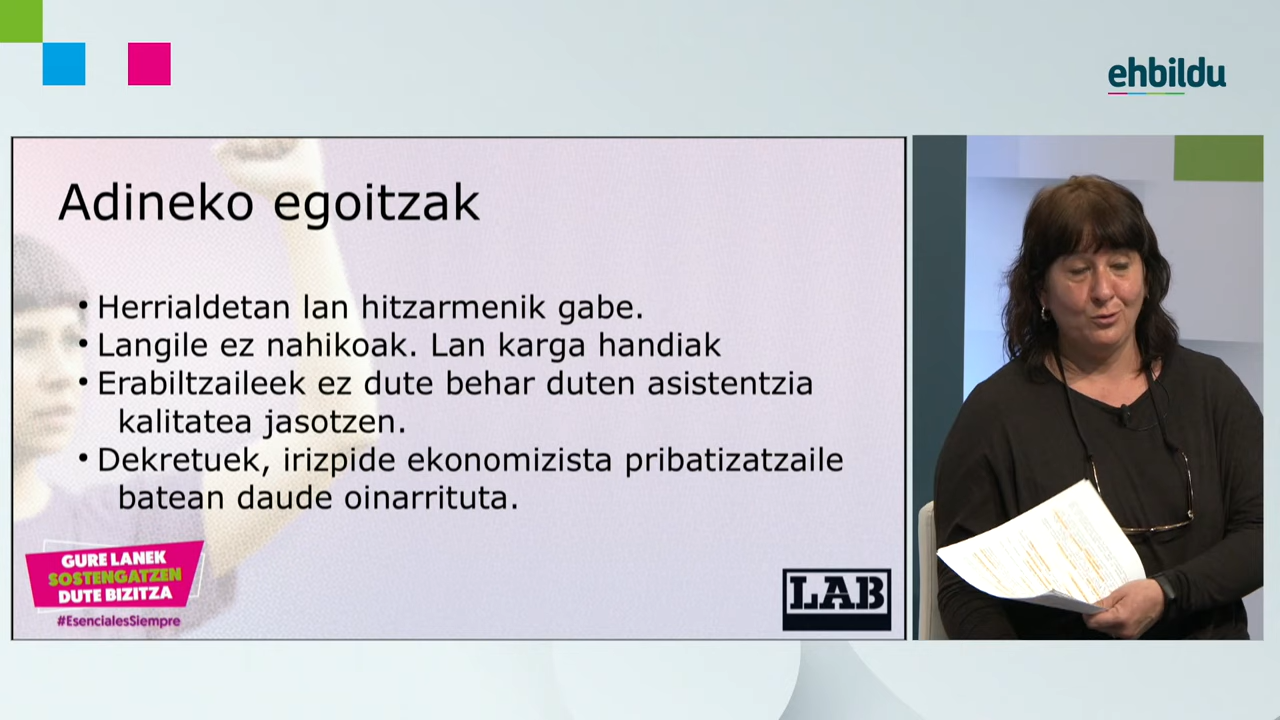 ehbildu
Adineko egoitzak
• Herrialdetan lan hitzarmenik gabe.
• Langile ez nahikoak. Lan karga handiak
• Erabiltzaileek ez dute behar duten asistentzia
kalitatea jasotzen.
• Dekretuek, irizpide ekonomizista pribatizatzaile
batean daude oinarrituta.
GURE LANEK
SOSTENGATZEN
DUTE BIZITZA
#EsencialesSiempre
LAB